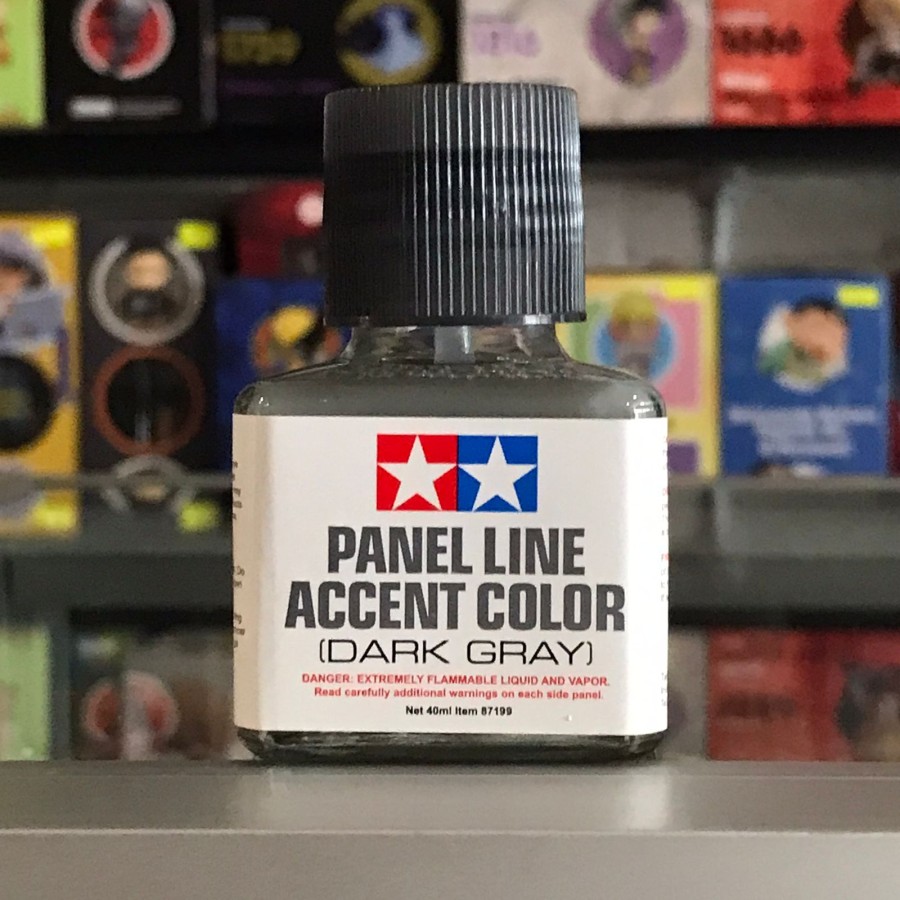 1886
PANEL LINE
ACCENT COLOR
(DARK GRAY)
DANGER: EXTREMELY FLAMMABLE LIQUID AND VAPOR.
Read carefully additional warnings on each side panel.
Net 40ml Item 87199